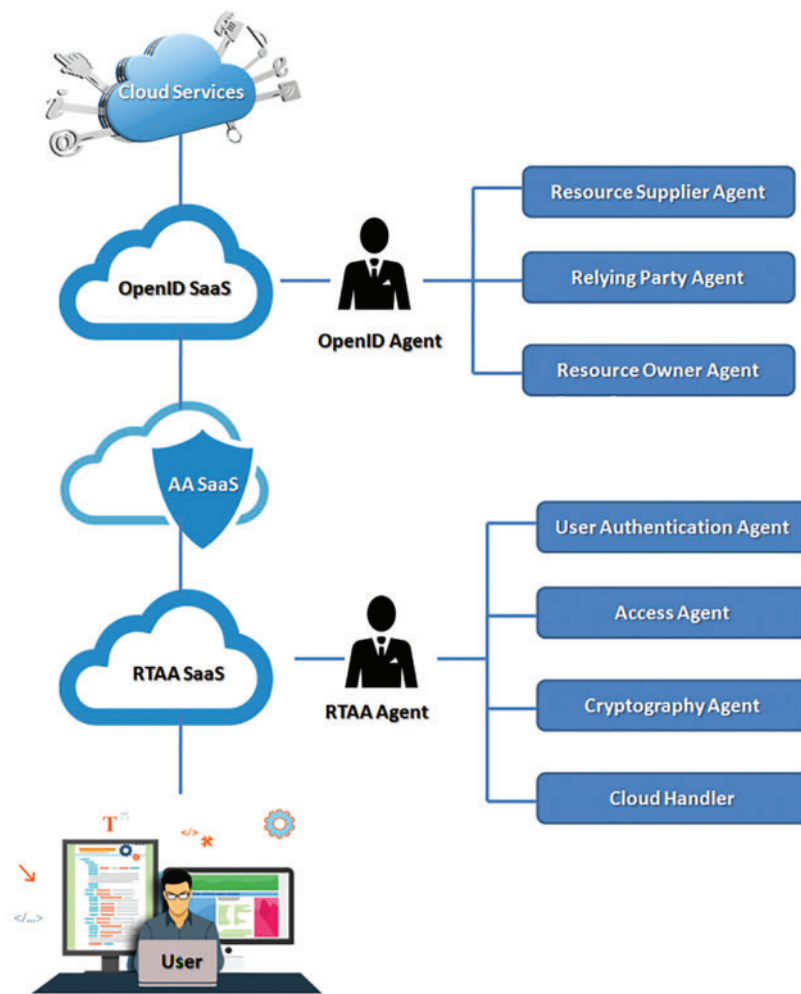 Cloud Services
Resource Supplier Agent
OpenID SaaS
Relying Party Agent
OpenID Agent
Resource Owner Agent
AA SaaS
User Authentication Agent
Access Agent
RTAA SaaS
RTAA Agent
Cryptography Agent
Cloud Handler
T
</>
</...>
User
i
@
e